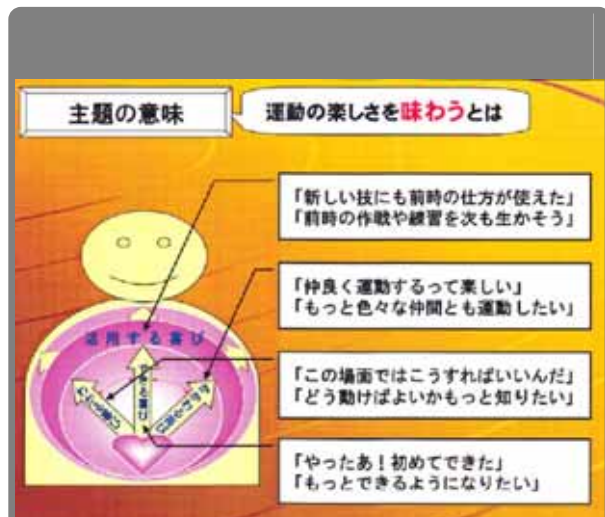 主題の意味
運動の楽しさを味わうとは
「新しい技にも前時の仕方が使えた」
「前時の作戦や練習を次も生かそう」
「仲良く運動するって楽しい」
「もっと色々な仲間とも運動したい」
活用する喜び
「この場面ではこうすればいいんだ」
「どう動けばよいかもっと知りたい」
「やったあ！初めてできた」
「もっとできるようになりたい」